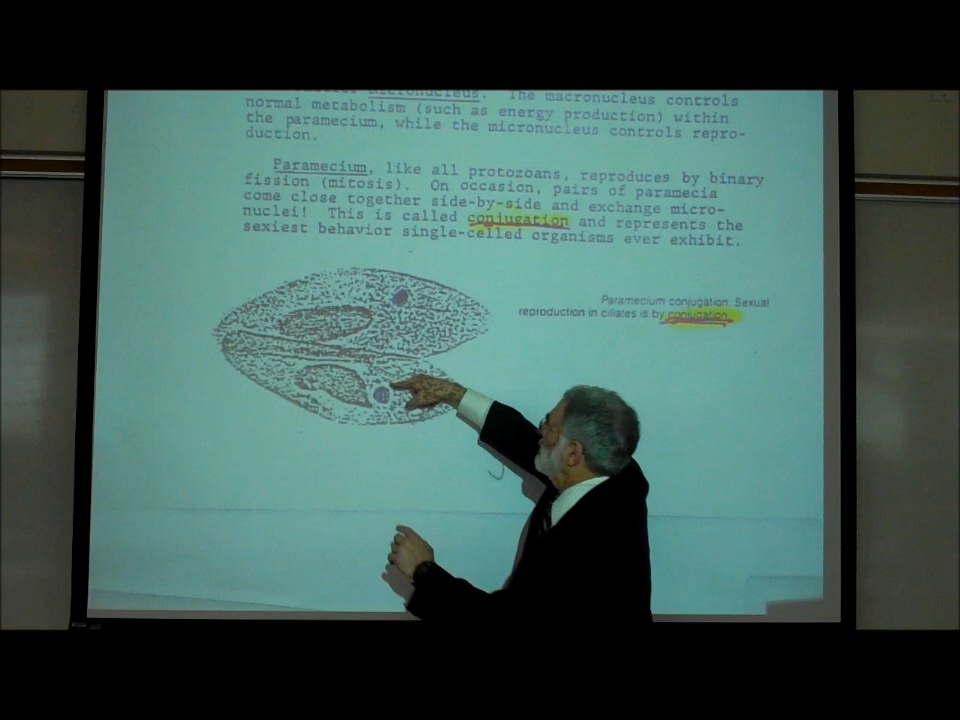 micronucleus. The macronucleus controls
normal metabolism (such as energy production) within
the paramecium, while the micronucleus controls repro-
duction.
Paramecium, like all protozoans, reproduces by binary
fission (mitosis). On occasion, pairs of paramecia
come close together side-by-side and exchange micro-
nuclei! This is called conjugation and represents the
sexiest behavior single-celled organisms ever exhibit.
Paramecium conjugation: Sexual
reproduction in ciliates is by conjugation.